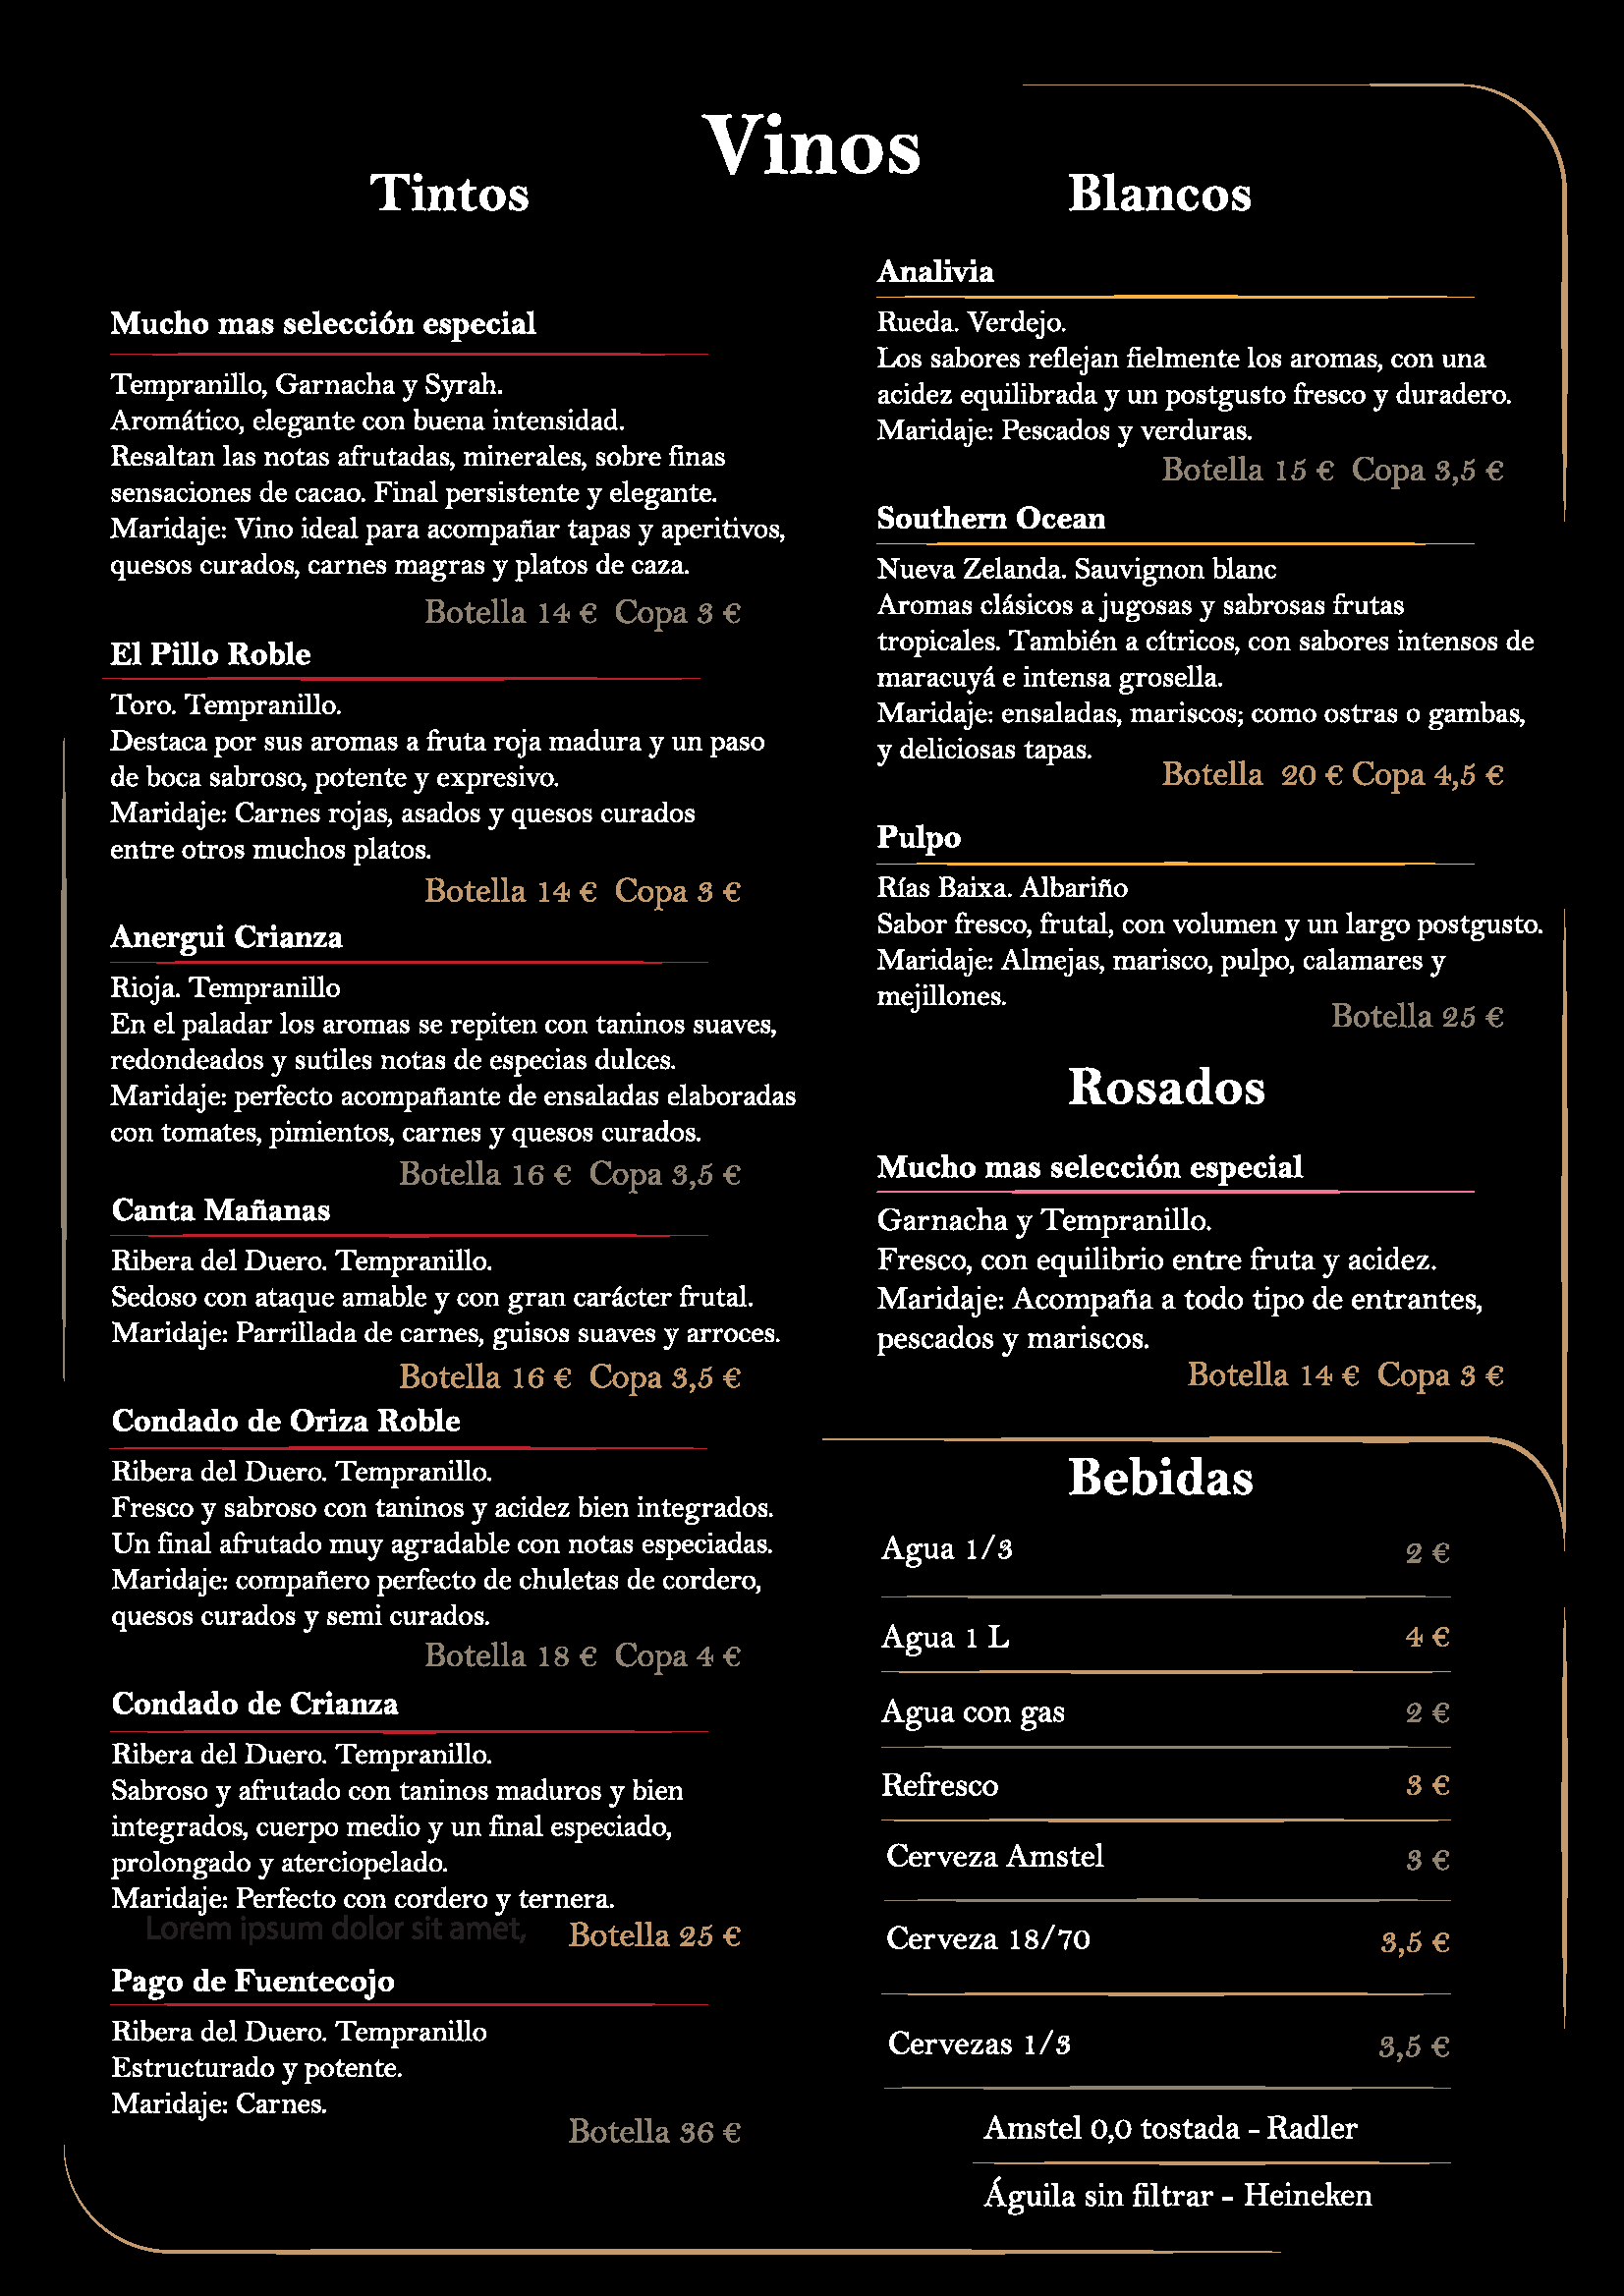 Vinos
Tintos
Mucho mas selección especial
Tempranillo, Garnacha y Syrah.
Aromático, elegante con buena intensidad.
Resaltan las notas afrutadas, minerales, sobre finas
sensaciones de cacao. Final persistente y elegante.
Maridaje: Vino ideal para acompañar tapas y aperitivos,
quesos curados, carnes magras y platos de caza.
Botella 14 € Copa 3 €
El Pillo Roble
Toro. Tempranillo.
Destaca por sus aromas a fruta roja madura y un paso
de boca sabroso, potente y expresivo.
Maridaje: Carnes rojas, asados y quesos curados
entre otros muchos platos.
Botella 14 € Copa 3 €
Anergui Crianza
Rioja. Tempranillo
En el paladar los aromas se repiten con taninos suaves,
redondeados y sutiles notas de especias dulces.
Maridaje: perfecto acompañante de ensaladas elaboradas
con tomates, pimientos, carnes y quesos curados.
Botella 16 € Copa 3,5 €
Canta Mañanas
Ribera del Duero. Tempranillo.
Sedoso con ataque amable y con gran carácter frutal.
Maridaje: Parrillada de carnes, guisos suaves y arroces.
Botella 16 € Copa 3,5 €
Condado de Oriza Roble
Ribera del Duero. Tempranillo.
Fresco y sabroso con taninos y acidez bien integrados.
Un final afrutado muy agradable con notas especiadas.
Maridaje: compañero perfecto de chuletas de cordero,
quesos curados y semi curados.
Botella 18 € Copa 4 €
Condado de Crianza
Ribera del Duero. Tempranillo.
Sabroso y afrutado con taninos maduros y bien
integrados, cuerpo medio y un final especiado,
prolongado y aterciopelado.
Maridaje: Perfecto con cordero y ternera.
Lorem ipsum dolor sit amet,
Botella 25 €
Pago de Fuentecojo
Ribera del Duero. Tempranillo
Estructurado y potente.
Maridaje: Carnes.
Botella 36 €
Blancos
Analivia
Rueda. Verdejo.
Los sabores reflejan fielmente los aromas, con una
acidez equilibrada y un postgusto fresco y duradero.
Maridaje: Pescados y verduras.
Botella 15 € Copa 3,5 €
Southern Ocean
Nueva Zelanda. Sauvignon blanc
Aromas clásicos a jugosas y sabrosas frutas
tropicales. También a cítricos, con sabores intensos de
maracuyá e intensa grosella.
Maridaje: ensaladas, mariscos; como ostras o gambas,
y deliciosas tapas.
Botella 20 € Copa 4,5 €
Pulpo
Rías Baixa. Albariño
Sabor fresco, frutal, con volumen y un largo postgusto.
Maridaje: Almejas, marisco, pulpo, calamares y
mejillones.
Botella 25 €
Rosados
Mucho mas selección especial
Garnacha y Tempranillo.
Fresco, con equilibrio entre fruta y acidez.
Maridaje: Acompaña a todo tipo de entrantes,
pescados y mariscos.
Botella 14 € Copa 3 €
Bebidas
Agua 1/3 2 €
Agua 1 L 4 €
Agua con gas 2 €
Refresco 3 €
Cerveza Amstel 3 €
Cerveza 18/70 3,5 €
Cervezas 1/3 3,5 €
Amstel 0,0 tostada - Radler
Águila sin filtrar - Heineken